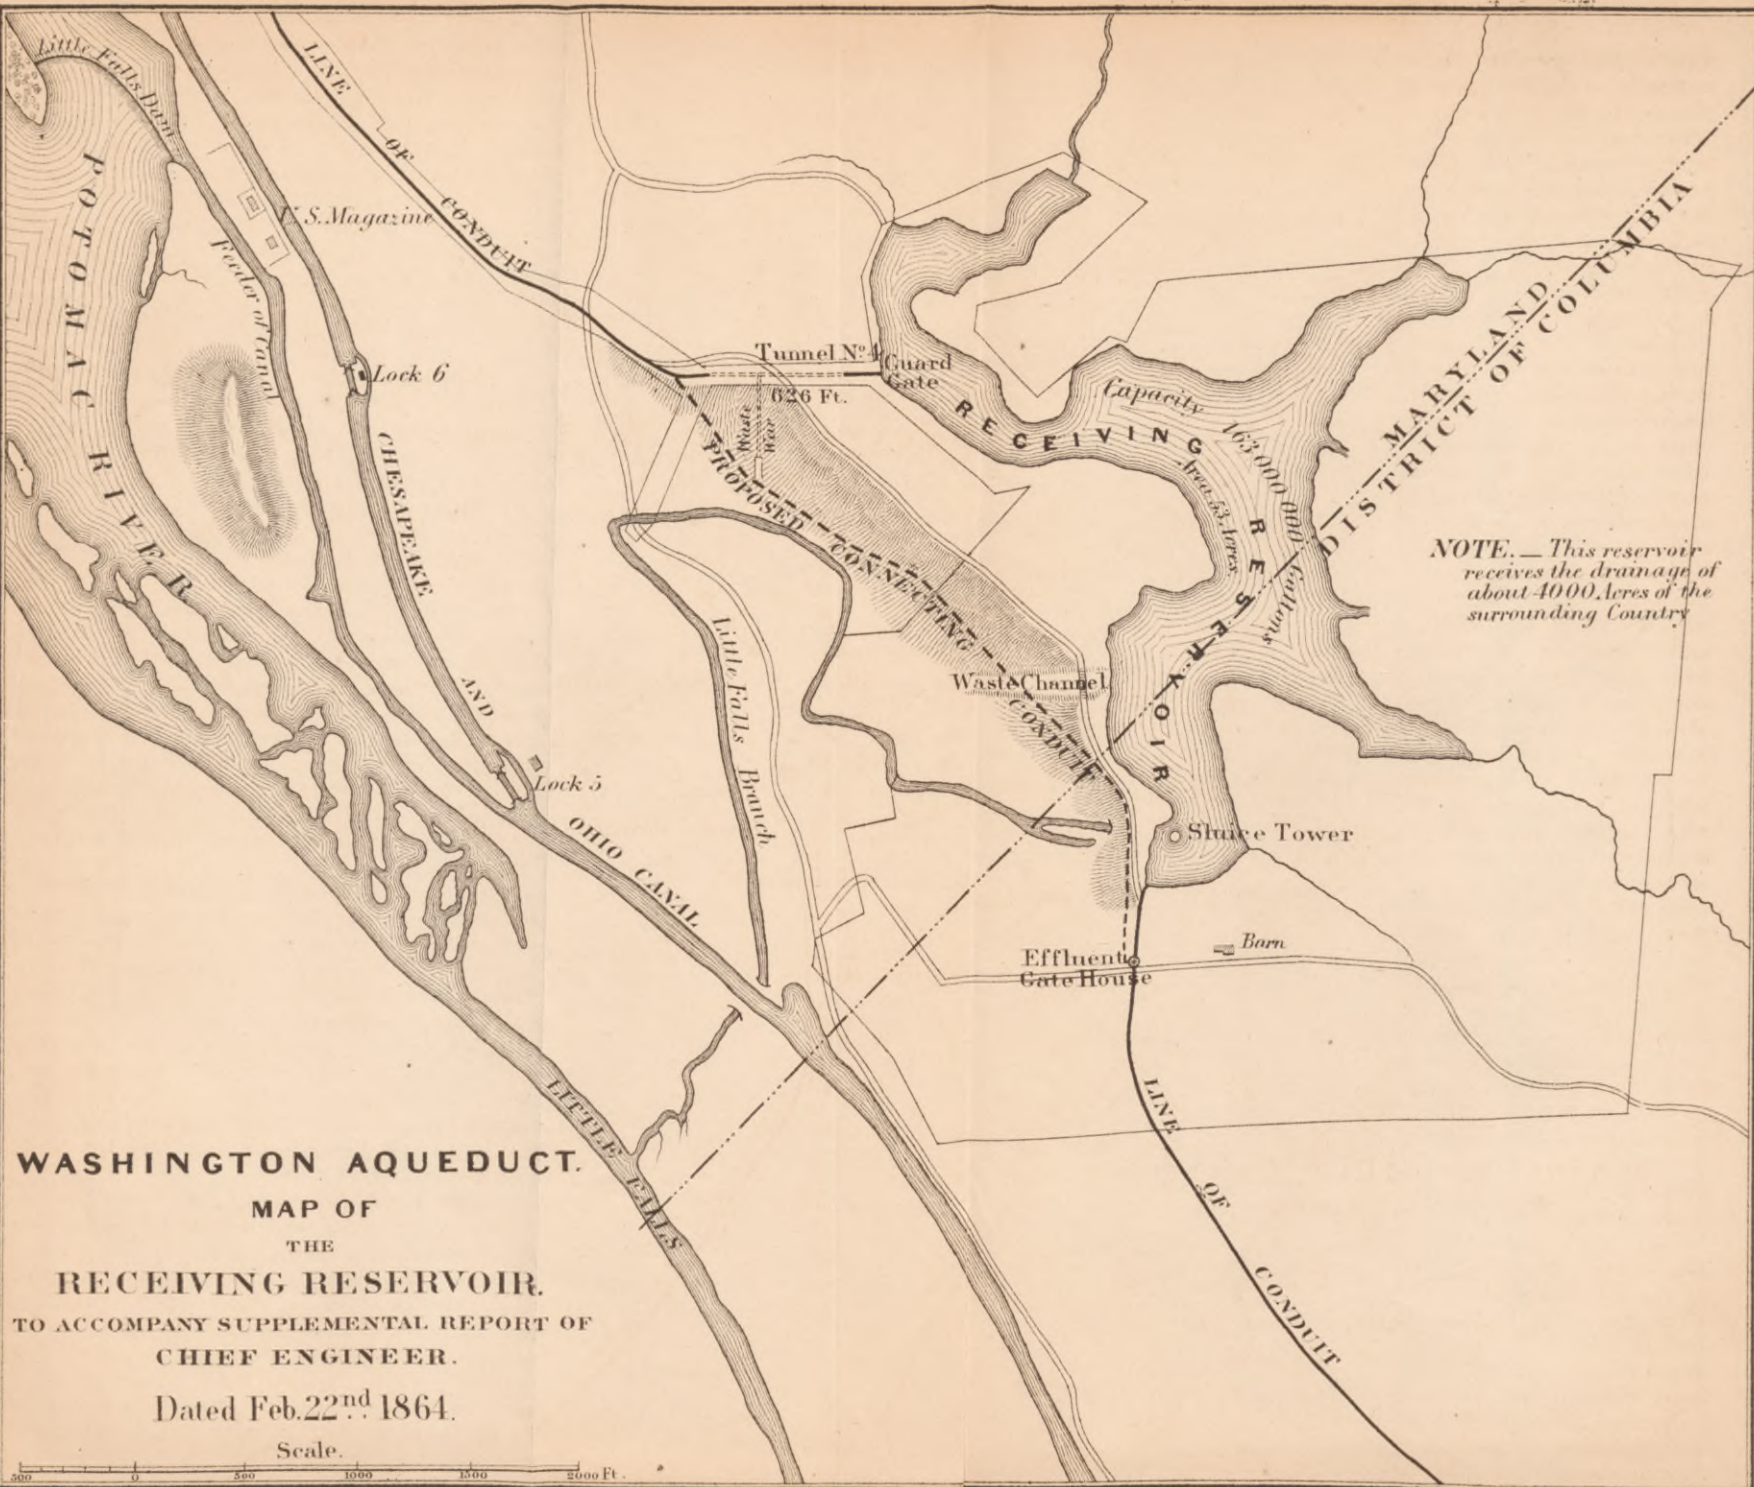 Little Falls Dam
POTOMAC RIVER
LINE OF CONDUIT
U.S. Magazine
Feeder of Canal
Lock 6
CHESAPEAKE AND OHIO CANAL
Lock 5
Tunnel No. 4
626 Ft.
Guard
Gate
Waste
War
PROPOSED CONNECTING CONDUIT
RECEIVING RESERVOIR
Capacity 163 000 000 Gallons
Area 53 Acres.
MARYLAND
DISTRICT OF COLUMBIA
NOTE. — This reservoir
receives the drainage of
about 4000 Acres of the
surrounding Country
Waste Channel
Little Falls Branch
Sluice Tower
Effluent
Gate House
Barn
LINE OF CONDUIT
LITTLE FALLS
WASHINGTON AQUEDUCT.
MAP OF
THE
RECEIVING RESERVOIR.
TO ACCOMPANY SUPPLEMENTAL REPORT OF
CHIEF ENGINEER.
Dated Feb. 22nd. 1864.
Scale.
500 0 500 1000 1500 2000 Ft.